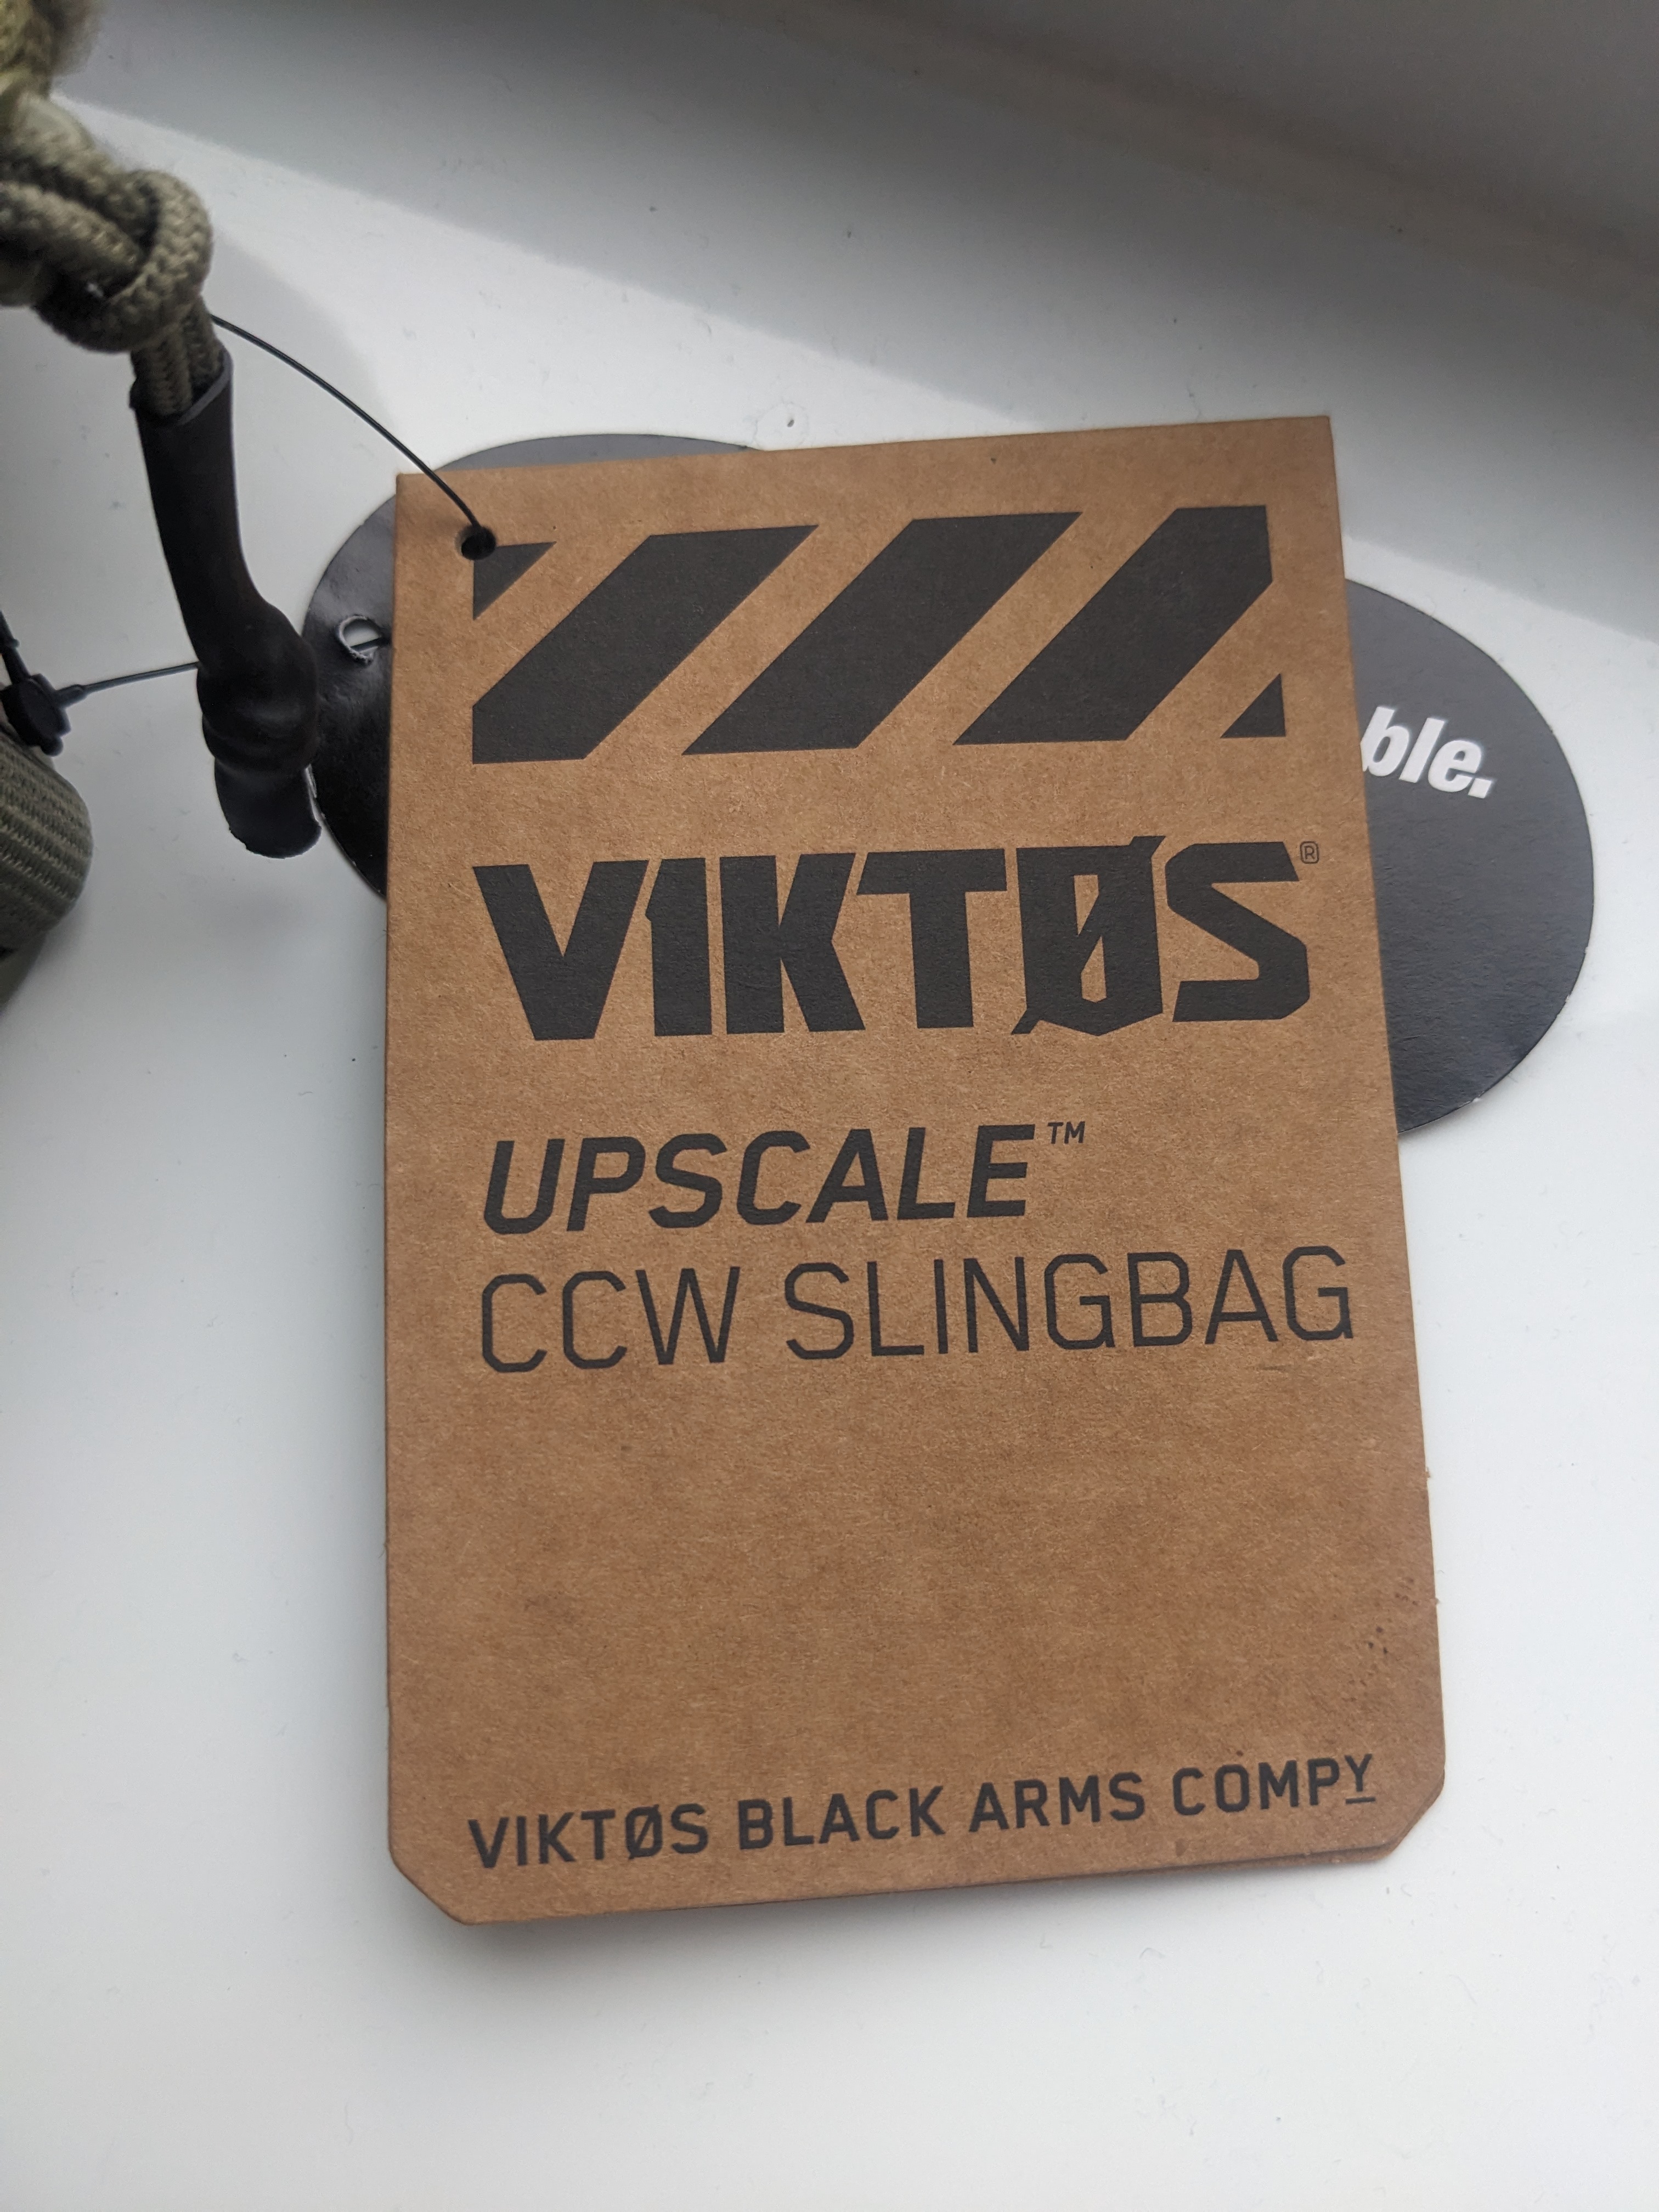 VIKTØS®
UPSCALE™
CCW SLINGBAG
VIKTØS BLACK ARMS COMPY
ble.